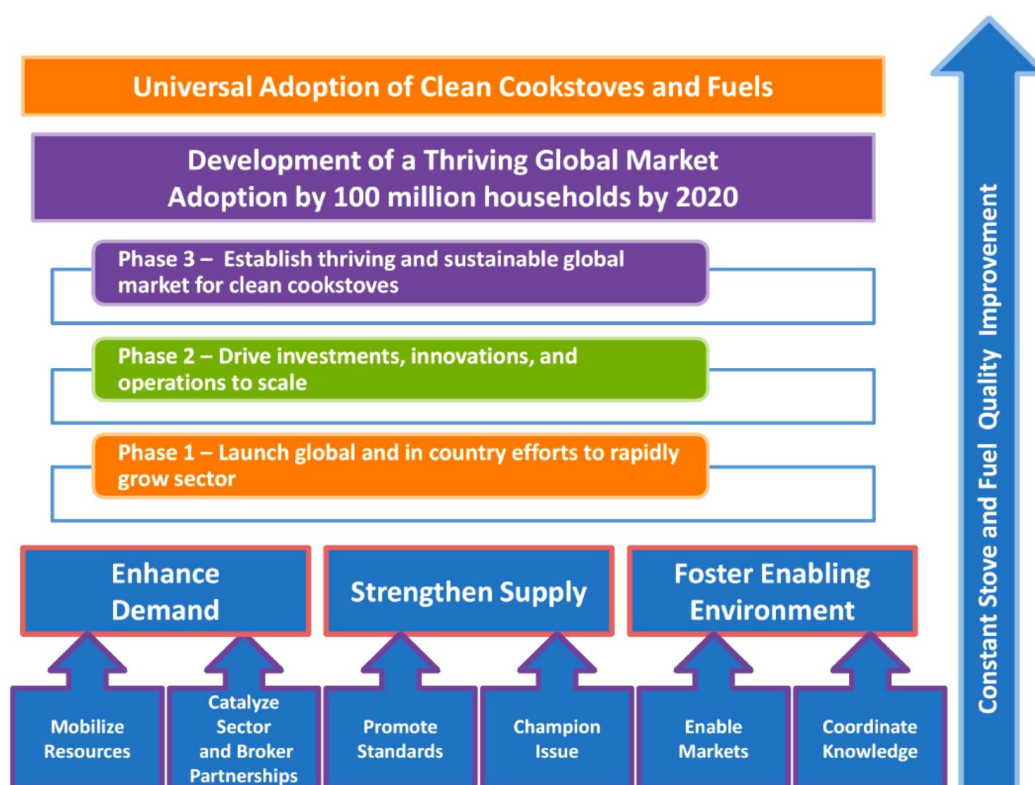 Universal Adoption of Clean Cookstoves and Fuels
Development of a Thriving Global Market
Adoption by 100 million households by 2020
Phase 3 – Establish thriving and sustainable global
market for clean cookstoves
Phase 2 – Drive investments, innovations, and
operations to scale
Phase 1 – Launch global and in country efforts to rapidly
grow sector
Enhance
Demand
Strengthen Supply
Foster Enabling
Environment
Mobilize
Resources
Catalyze
Sector
and Broker
Partnerships
Promote
Standards
Champion
Issue
Enable
Markets
Coordinate
Knowledge
Constant Stove and Fuel Quality Improvement